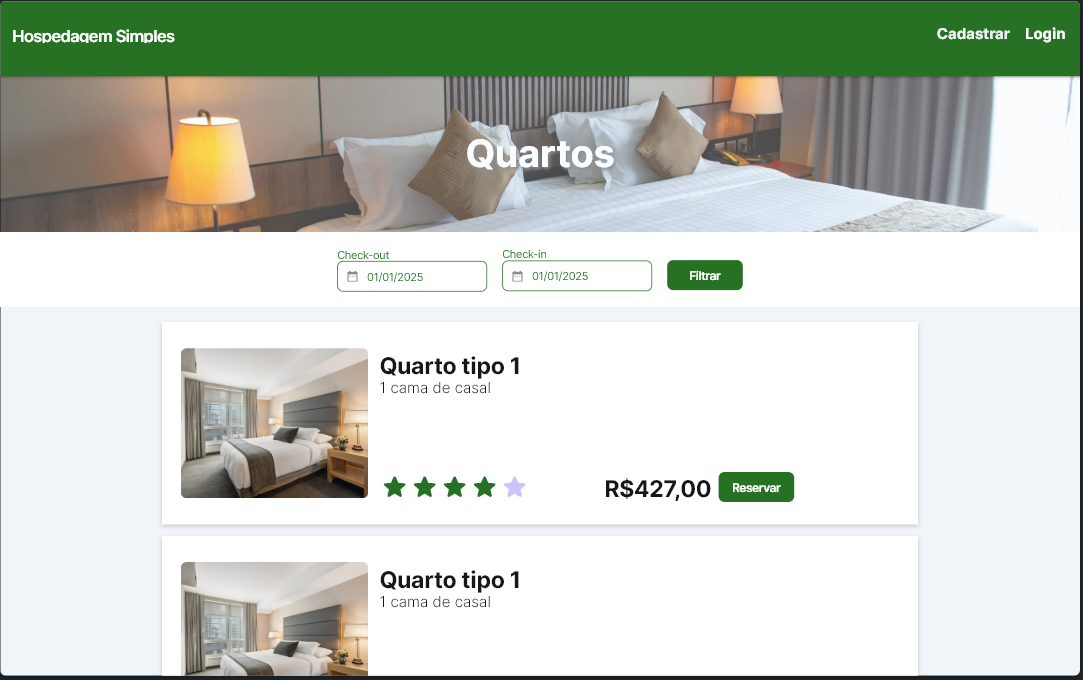 Hospedagem Simples
Cadastrar Login
Quartos
Check-out Check-in
01/01/2025 01/01/2025 Filtrar
Quarto tipo 1
1 cama de casal
R$427,00 Reservar
Quarto tipo 1
1 cama de casal